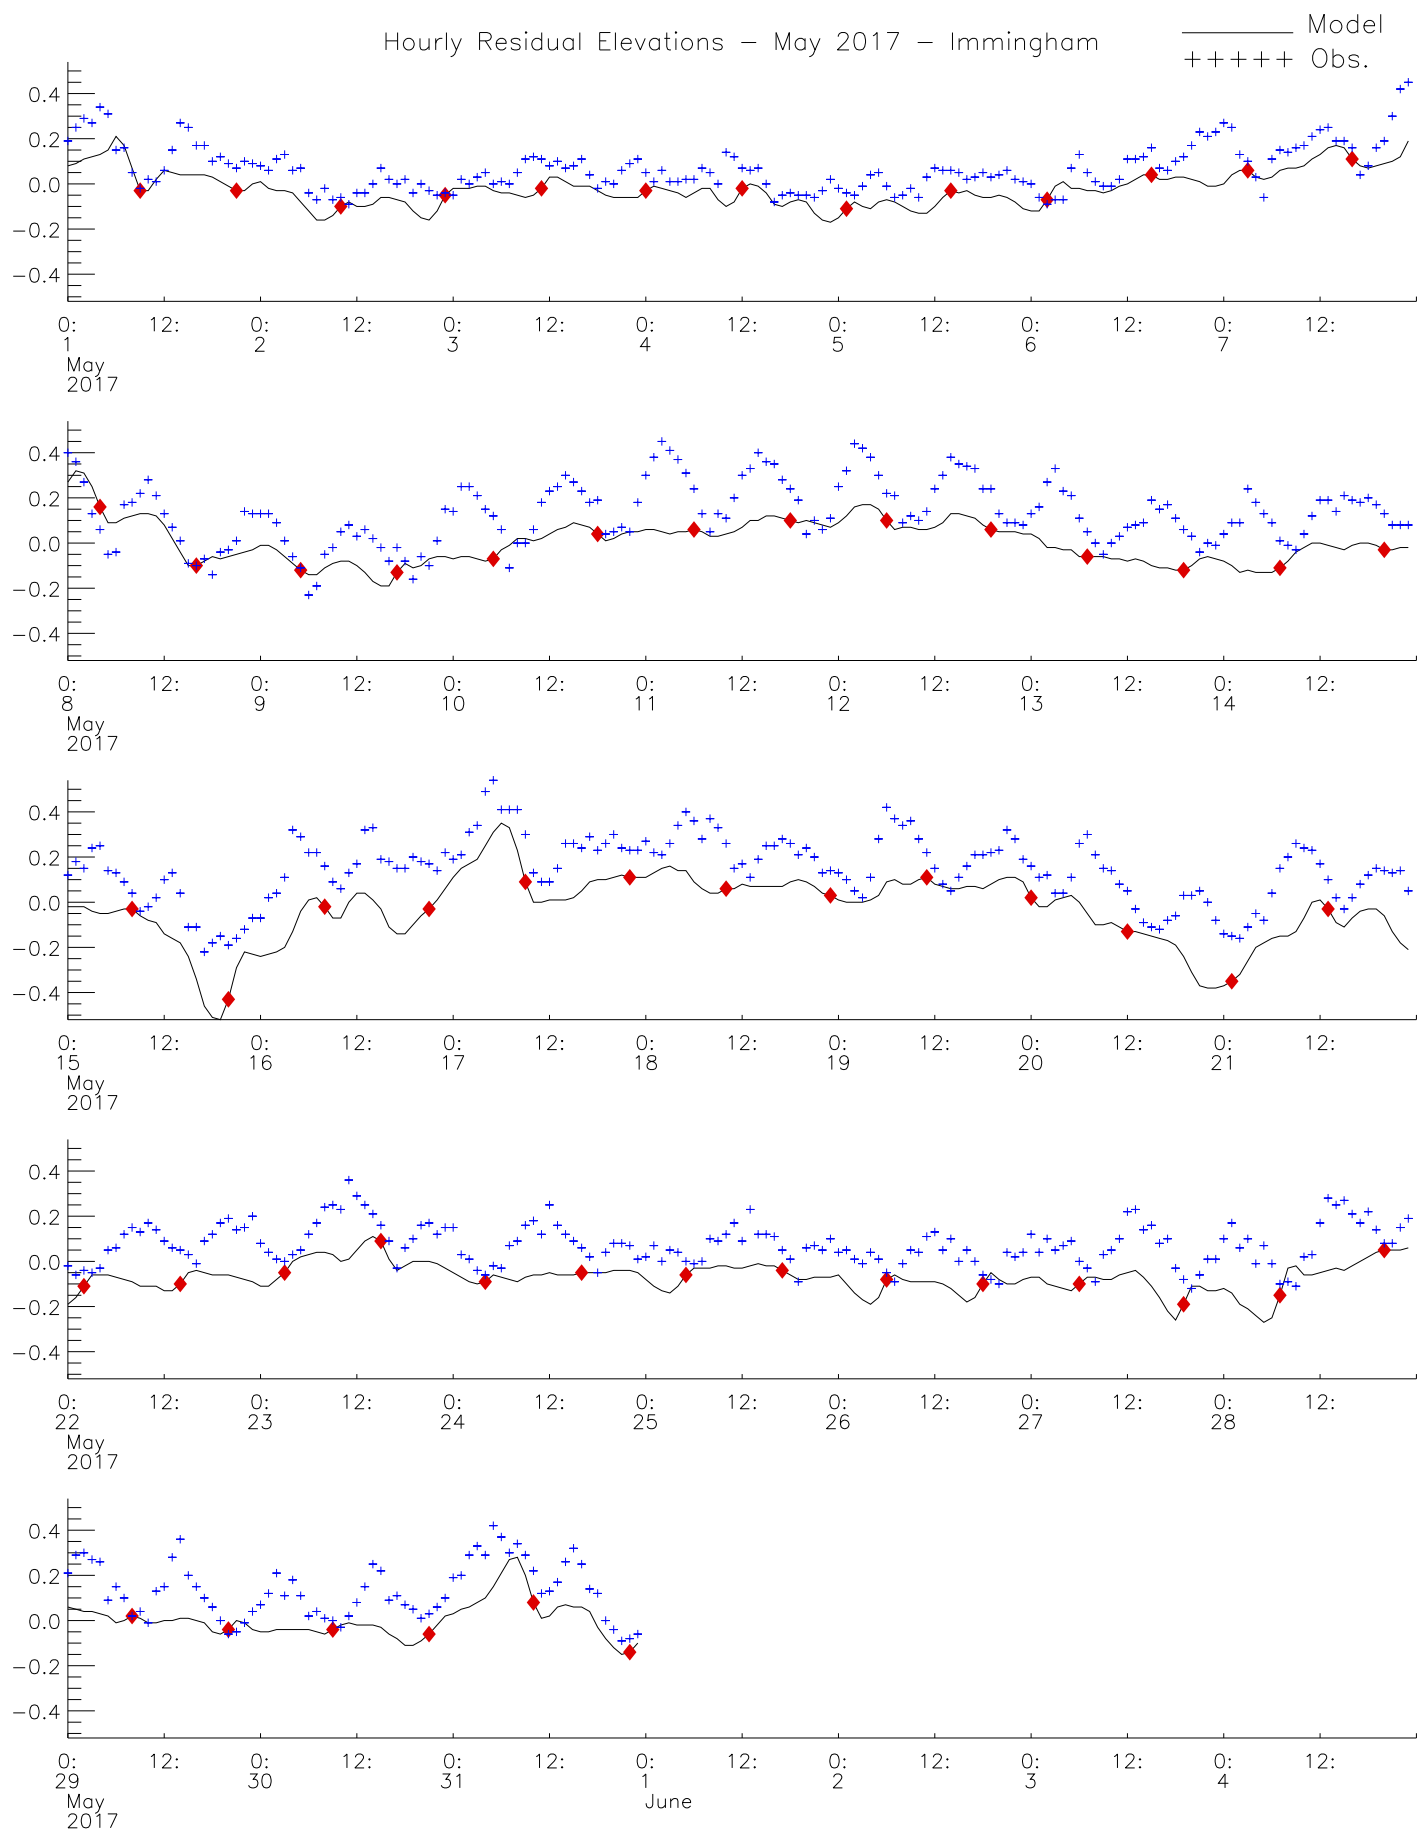 Hourly Residual Elevations – May 2017 – Immingham
Model
+++++ Obs.
0.4
0.2
0.0
−0.2
−0.4
0: 12: 0: 12: 0: 12: 0: 12: 0: 12: 0: 12: 0: 12:
1 2 3 4 5 6 7
May
2017
0.4
0.2
0.0
−0.2
−0.4
0: 12: 0: 12: 0: 12: 0: 12: 0: 12: 0: 12: 0: 12:
8 9 10 11 12 13 14
May
2017
0.4
0.2
0.0
−0.2
−0.4
0: 12: 0: 12: 0: 12: 0: 12: 0: 12: 0: 12: 0: 12:
15 16 17 18 19 20 21
May
2017
0.4
0.2
0.0
−0.2
−0.4
0: 12: 0: 12: 0: 12: 0: 12: 0: 12: 0: 12: 0: 12:
22 23 24 25 26 27 28
May
2017
0.4
0.2
0.0
−0.2
−0.4
0: 12: 0: 12: 0: 12: 0: 12: 0: 12: 0: 12: 0: 12:
29 30 31 1 2 3 4
May June
2017